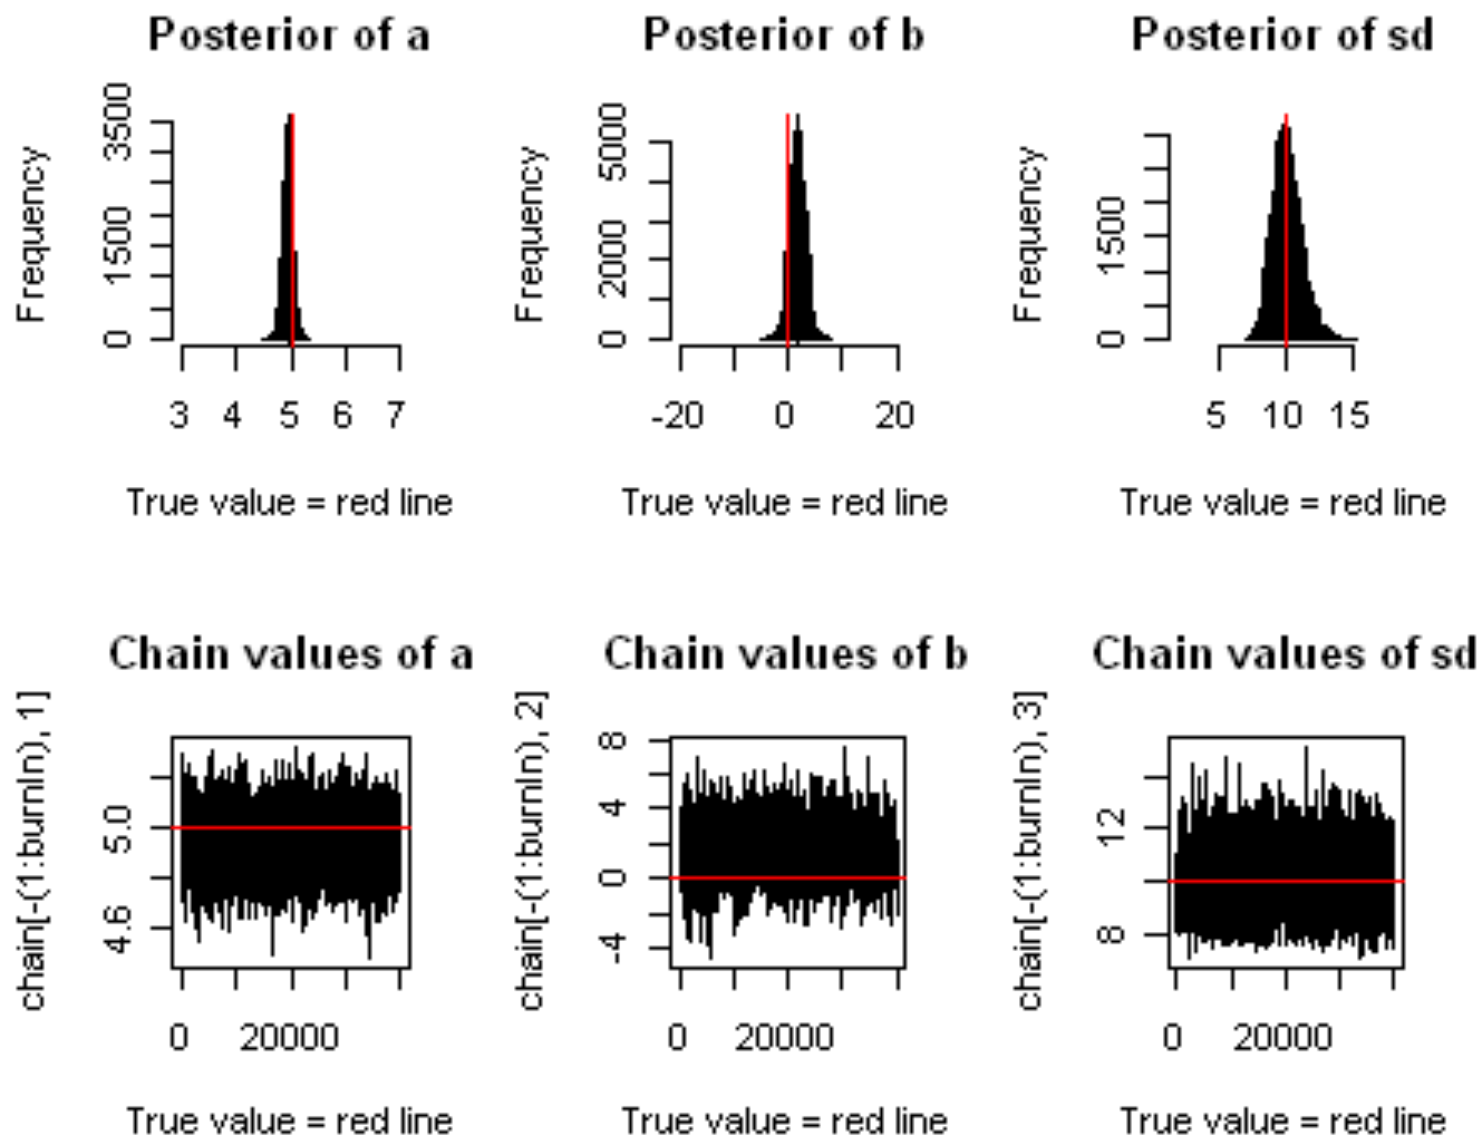 Posterior of a
Frequency
0 1500 3500
3 4 5 6 7
True value = red line
Posterior of b
Frequency
0 2000 5000
-20 0 20
True value = red line
Posterior of sd
Frequency
0 1500
5 10 15
True value = red line
Chain values of a
chain[-(1:burnIn), 1]
4.6 5.0
0 20000
True value = red line
Chain values of b
chain[-(1:burnIn), 2]
-4 0 4 8
0 20000
True value = red line
Chain values of sd
chain[-(1:burnIn), 3]
8 12
0 20000
True value = red line